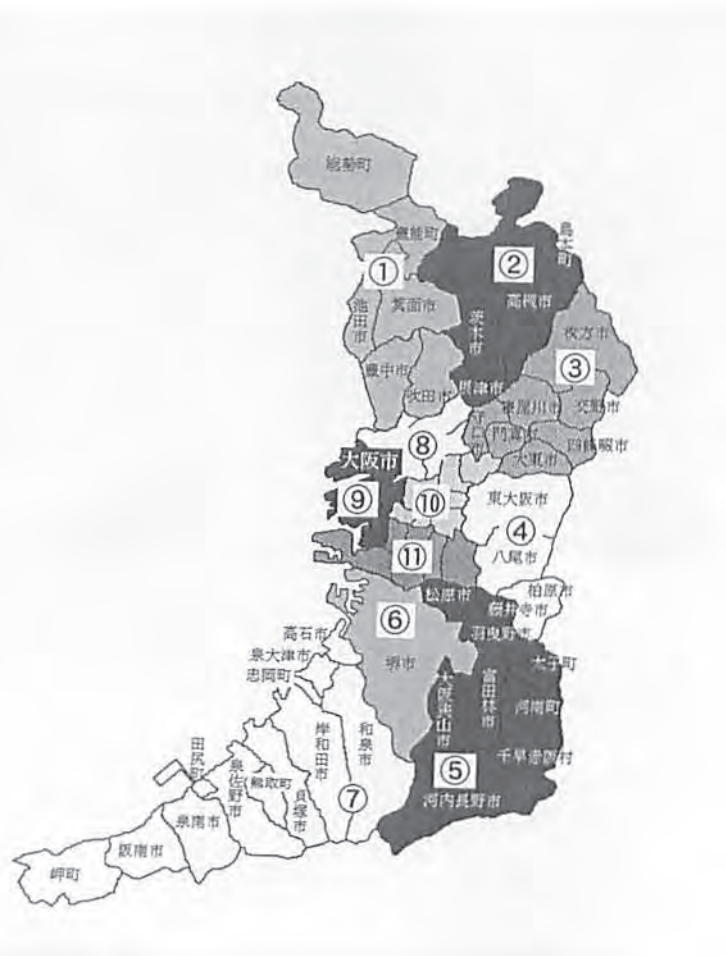 能勢町
豊能町
島本町
①
②
池田市
箕面市
高槻市
茨木市
枚方市
③
豊中市
吹田市
摂津市
寝屋川市
交野市
守口市
門真市
四條畷市
大東市
⑧
大阪市
⑨
⑩
東大阪市
④
八尾市
⑪
松原市
柏原市
藤井寺市
⑥
羽曳野市
高石市
泉大津市
忠岡町
堺市
太子町
大阪狭山市
富田林市
河南町
千早赤阪村
⑤
河内長野市
和泉市
岸和田市
⑦
貝塚市
熊取町
泉佐野市
田尻町
泉南市
阪南市
岬町